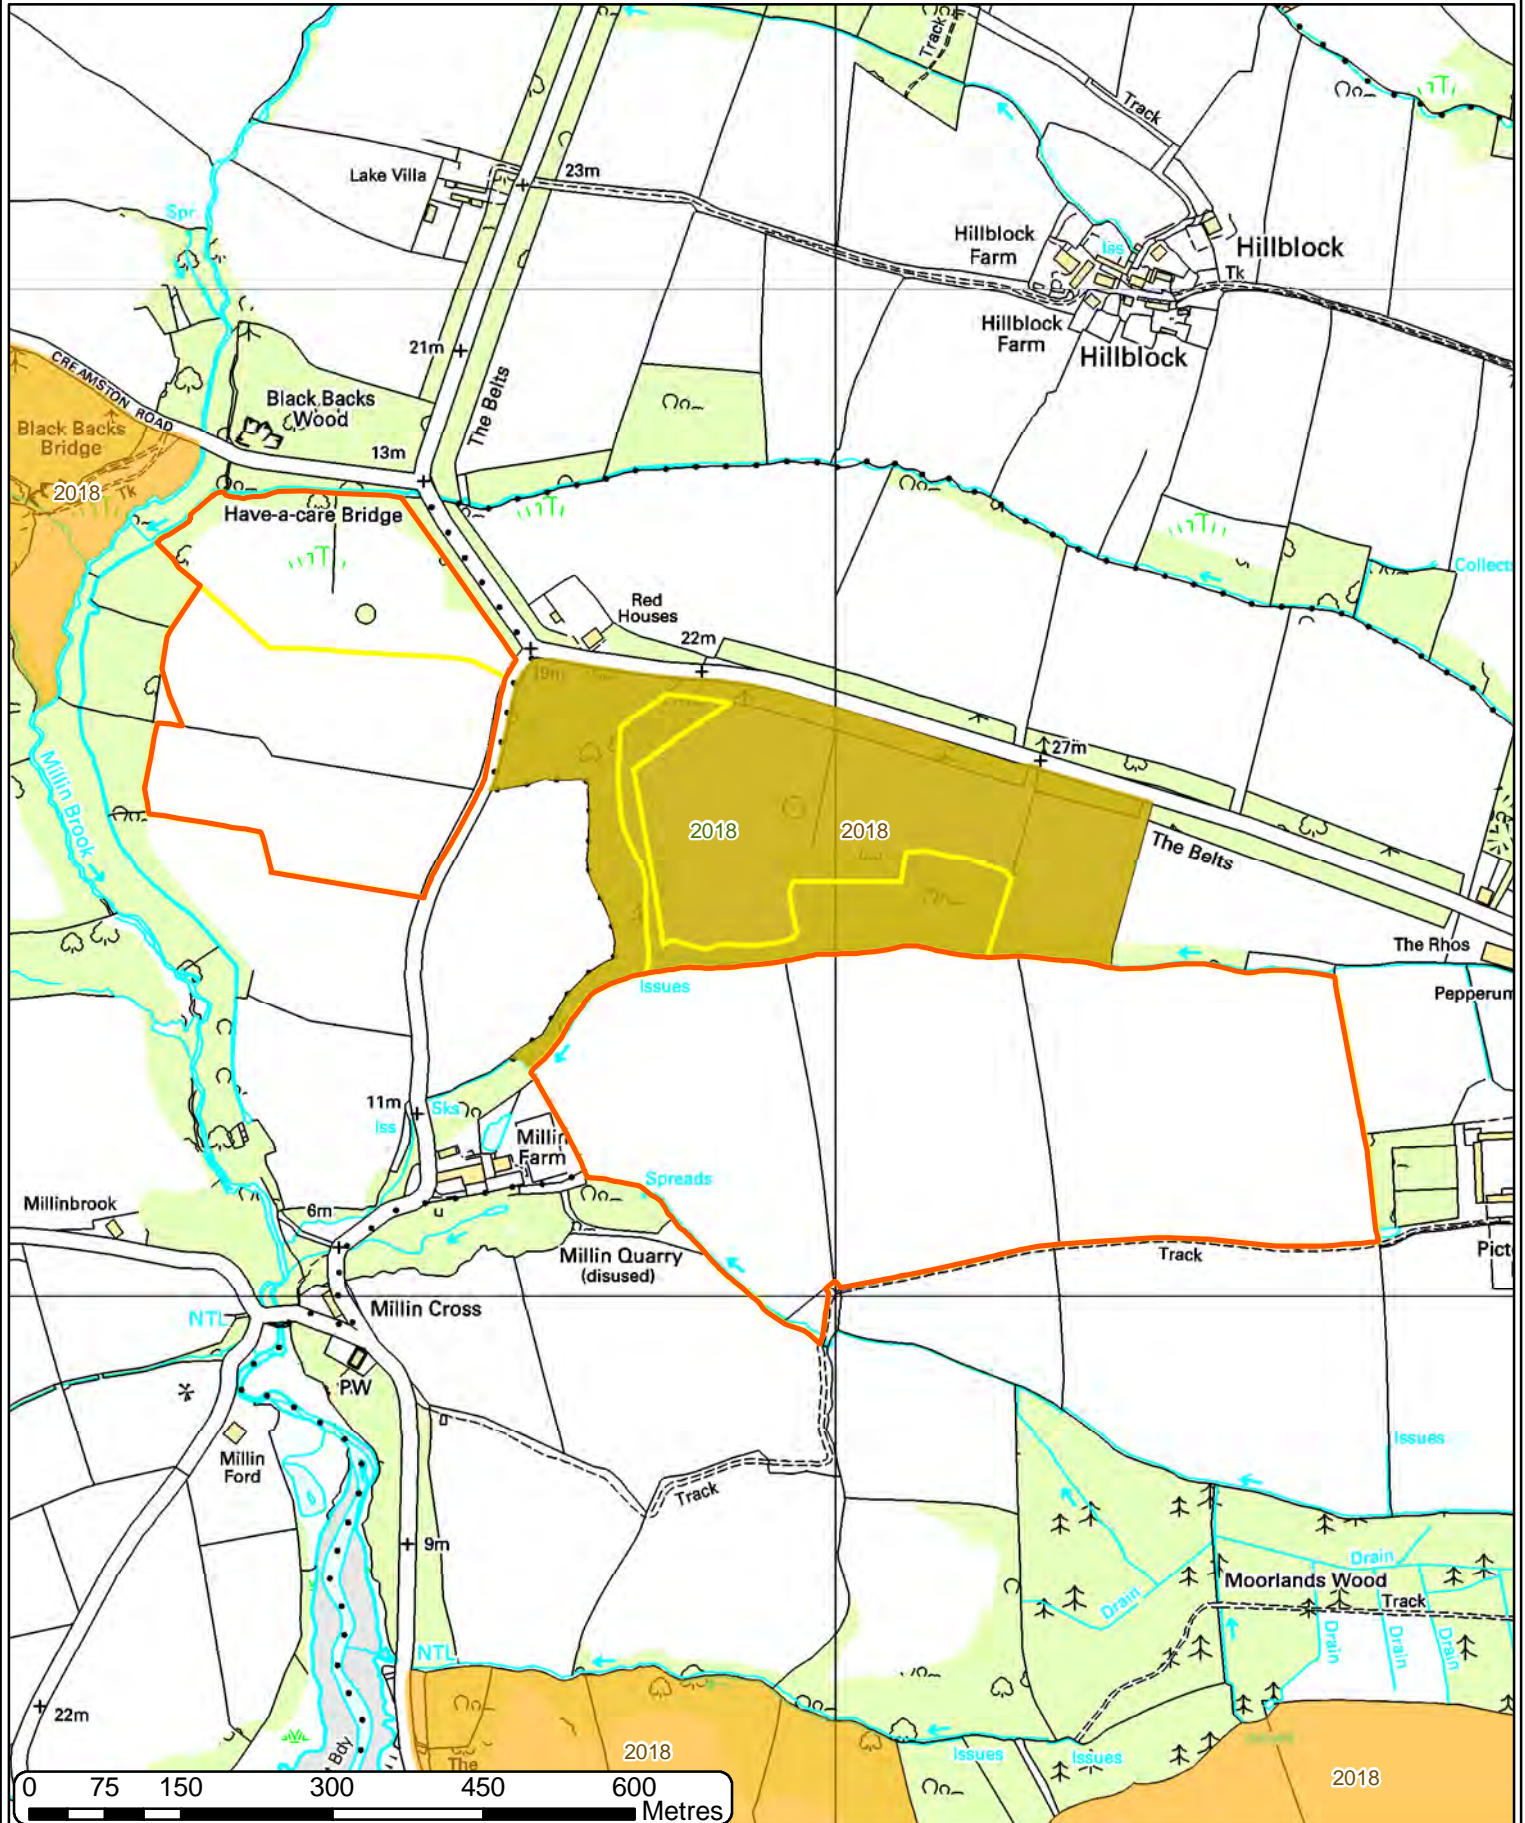 Track
Track
Lake Villa
23m
Spr
Hillblock
Farm
Iss
Hillblock
Tk
Hillblock
Farm
Hillblock
21m
CREAMSTON ROAD
The Belts
Black Backs
Wood
Black Backs
Bridge
13m
2018
Tk
Have-a-care Bridge
Collects
Red
Houses
22m
19m
27m
Millin Brook
2018
2018
The Belts
The Rhos
Issues
Pepperum
11m
Sks
Iss
Millin
Farm
Spreads
Millinbrook
6m
u
Millin Quarry
(disused)
Track
Pict
NTL
Millin Cross
PW
Millin
Ford
Issues
Track
9m
Drain
Moorlands Wood
Track
Drain
Drain
Drain
Drain
NTL
22m
Bdy
The
2018
Issues
Issues
2018
0 75 150 300 450 600
Metres